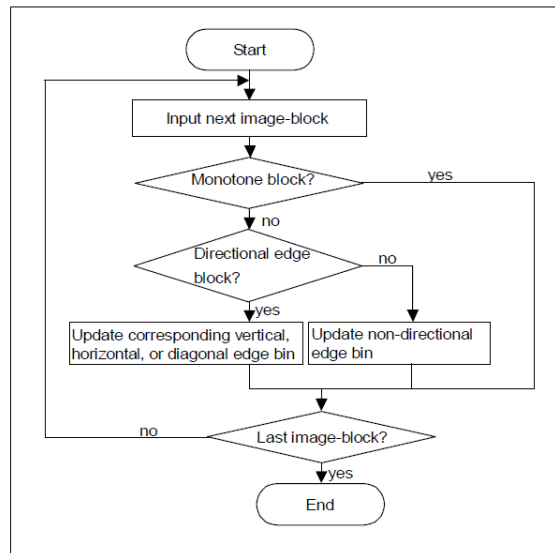 Start
Input next image-block
Monotone block?
yes
no
Directional edge
block?
no
yes
Update corresponding vertical,
horizontal, or diagonal edge bin
Update non-directional
edge bin
no
Last image-block?
yes
End